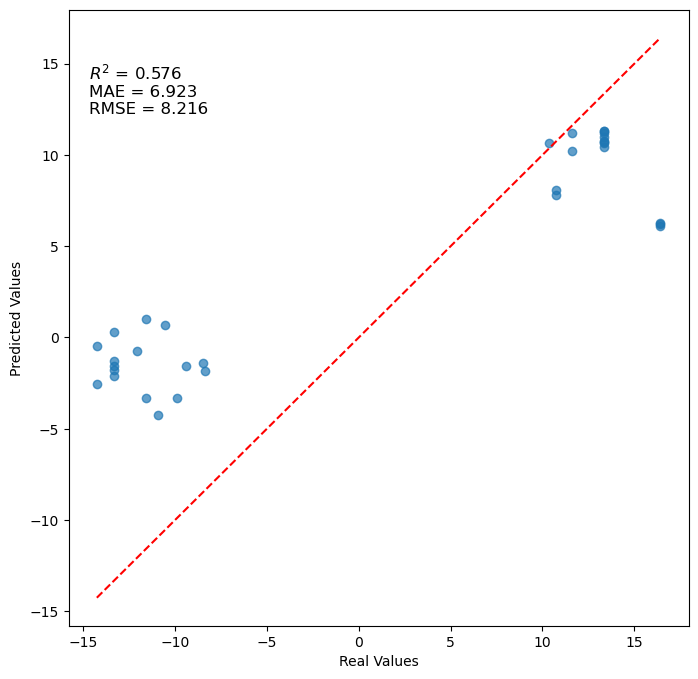 R² = 0.576
MAE = 6.923
RMSE = 8.216
15
10
5
0
−5
−10
−15
Predicted Values
−15 −10 −5 0 5 10 15
Real Values